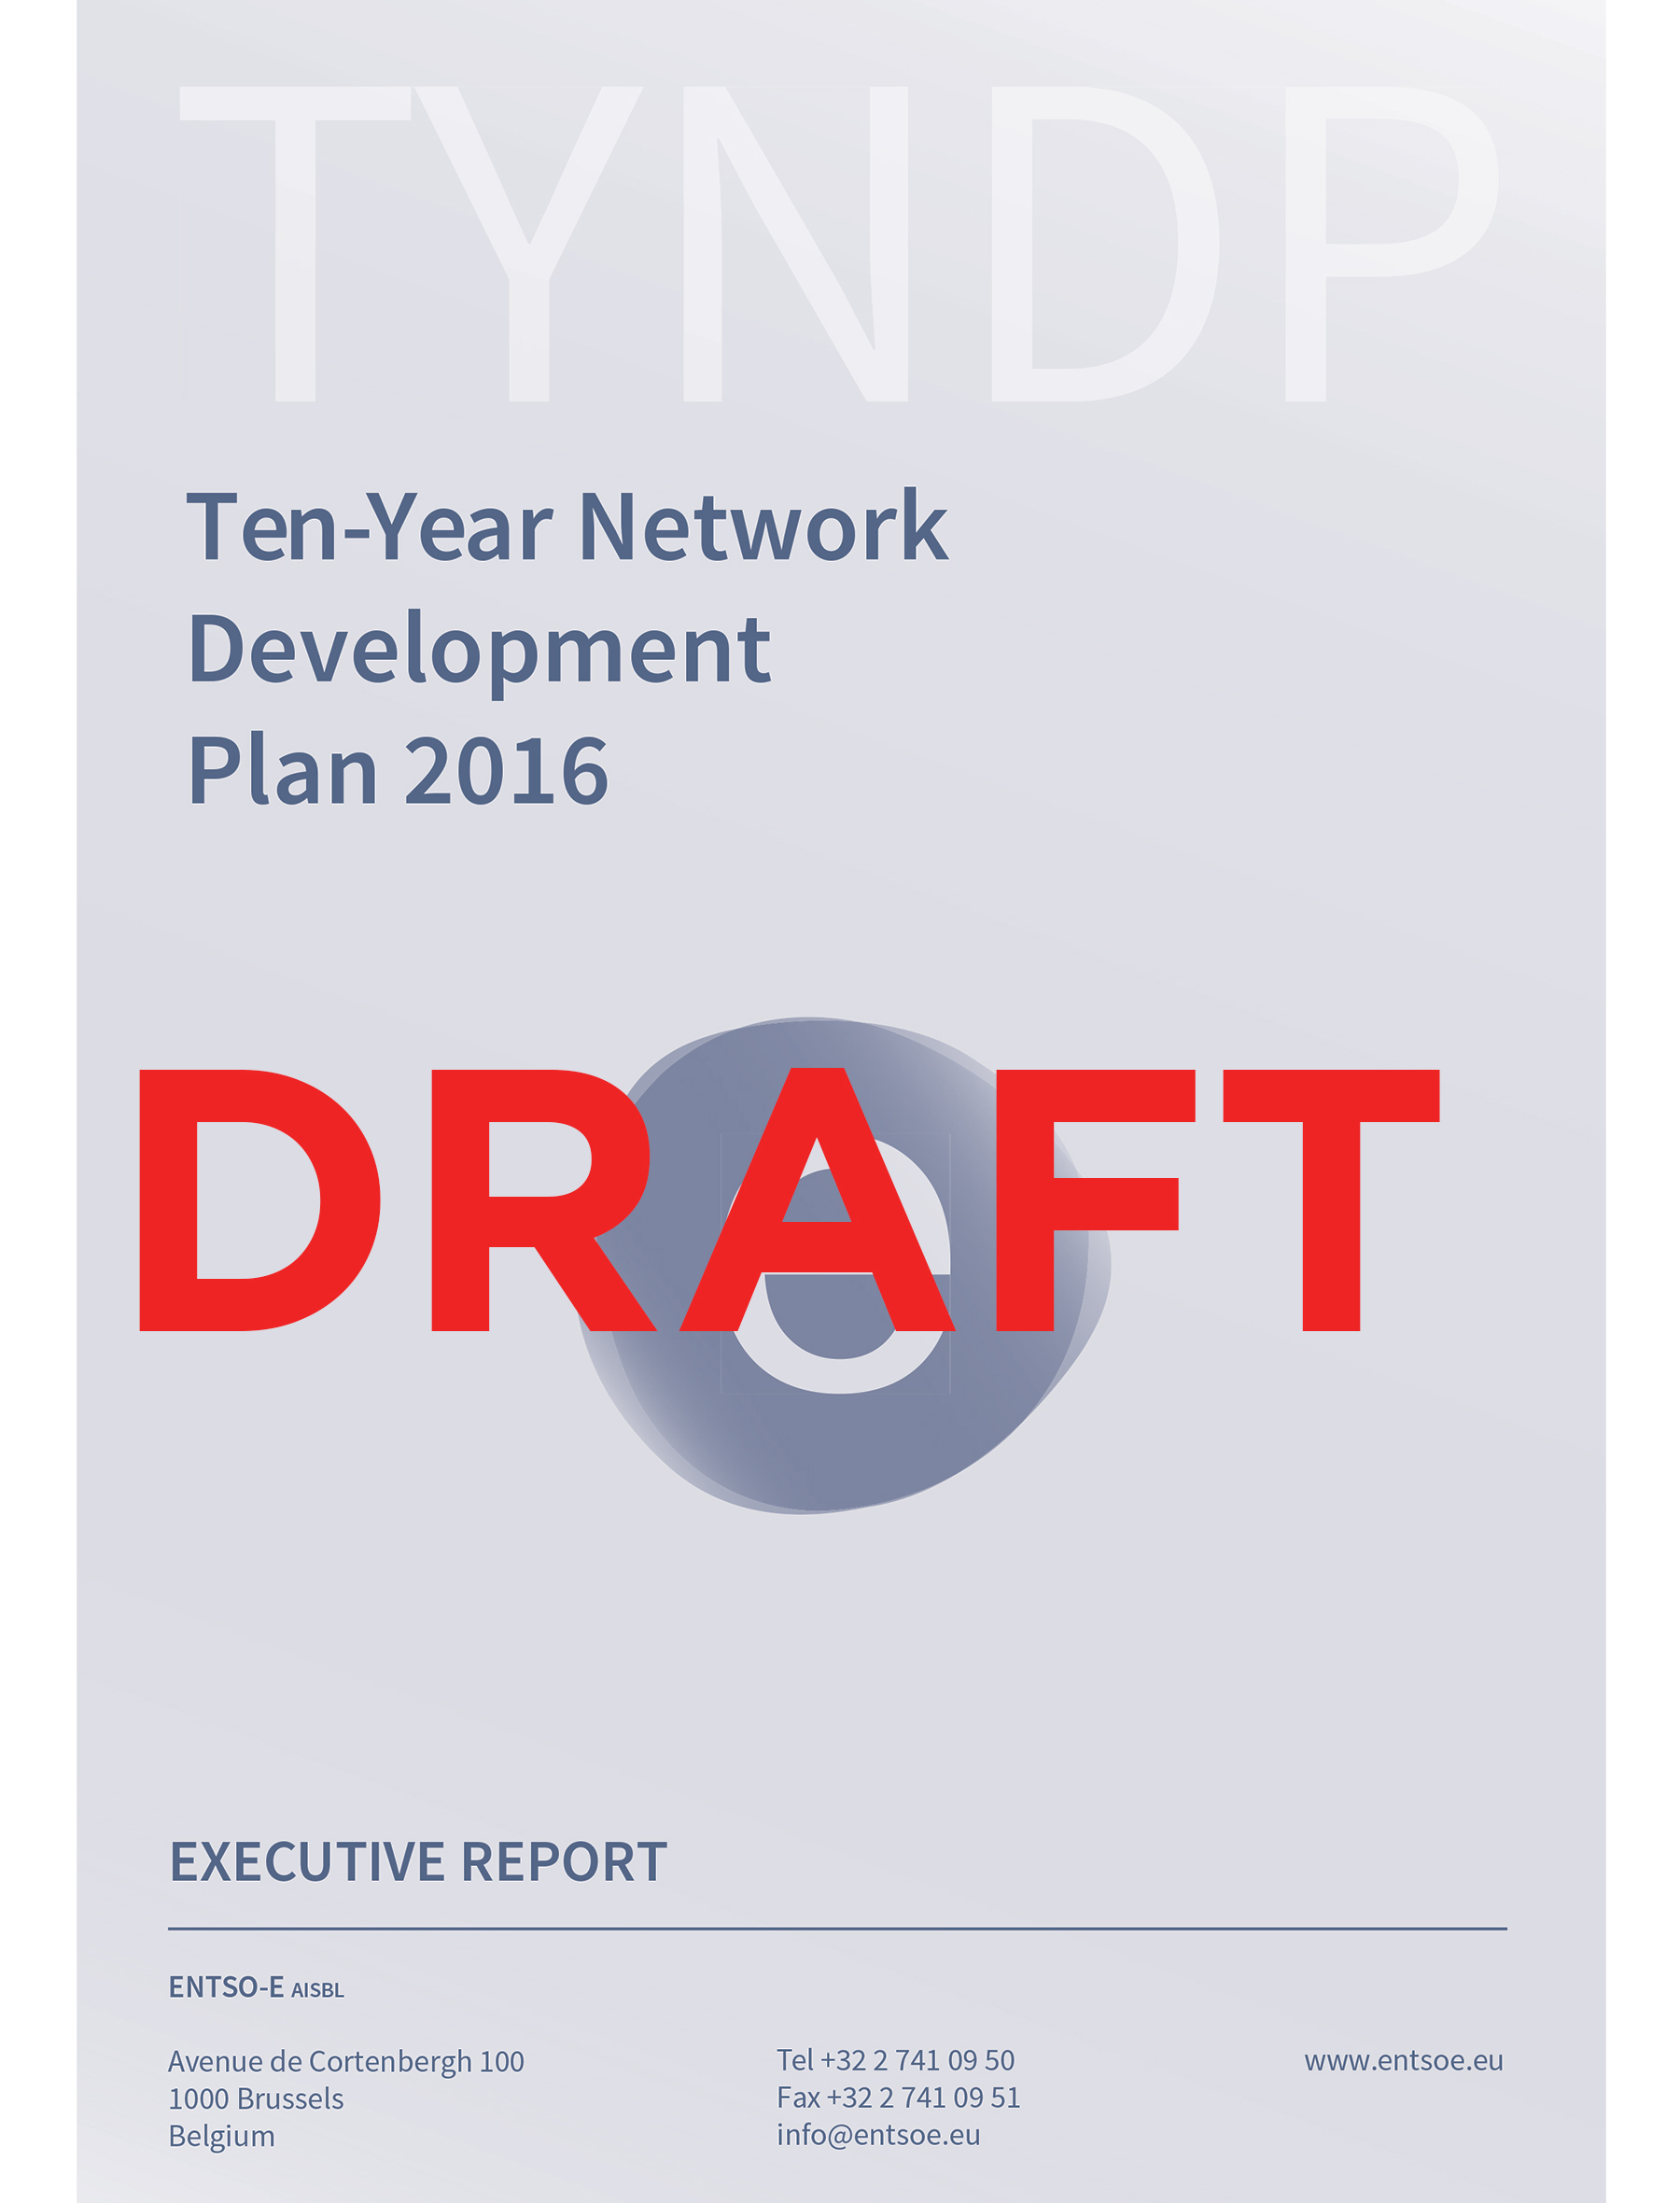 TYNDP
Ten-Year Network
Development
Plan 2016
DRAFT
e
EXECUTIVE REPORT
ENTSO-E AISBL
Avenue de Cortenbergh 100
1000 Brussels
Belgium
Tel +32 2 741 09 50
Fax +32 2 741 09 51
info@entsoe.eu
www.entsoe.eu